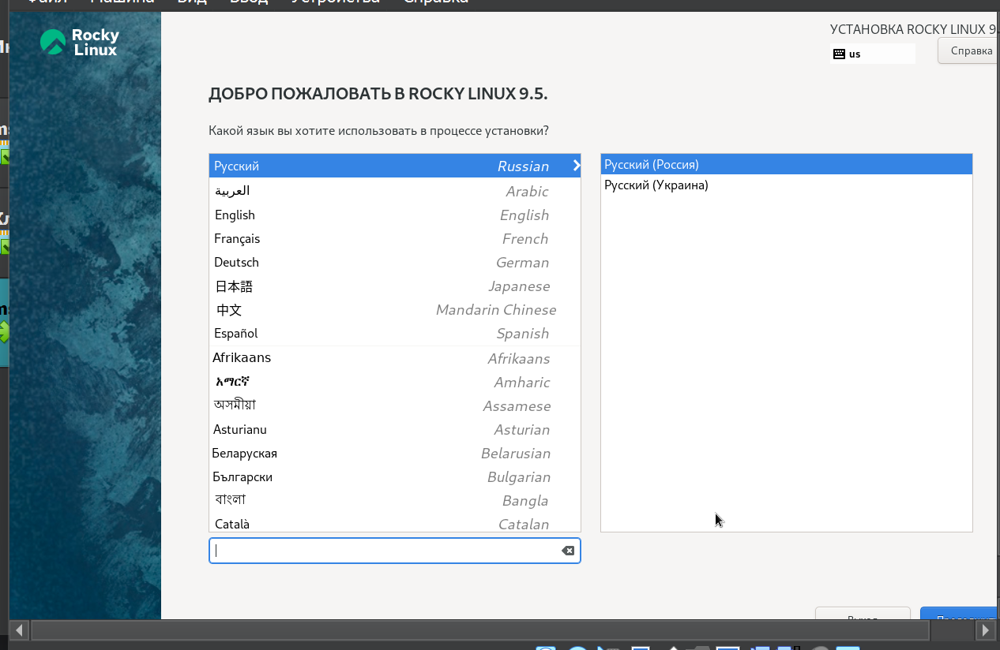 Файл Машина Вид Ввод Устройства Справка
Rocky
Linux
УСТАНОВКА ROCKY LINUX 9.
us
Справка
ДОБРО ПОЖАЛОВАТЬ В ROCKY LINUX 9.5.
Какой язык вы хотите использовать в процессе установки?
Русский Russian
العربية Arabic
English English
Français French
Deutsch German
日本語 Japanese
中文 Mandarin Chinese
Español Spanish
Afrikaans Afrikaans
አማርኛ Amharic
অসমীয়া Assamese
Asturianu Asturian
Беларуская Belarusian
Български Bulgarian
বাংলা Bangla
Català Catalan
Русский (Россия)
Русский (Украина)
Выход
Продолжить